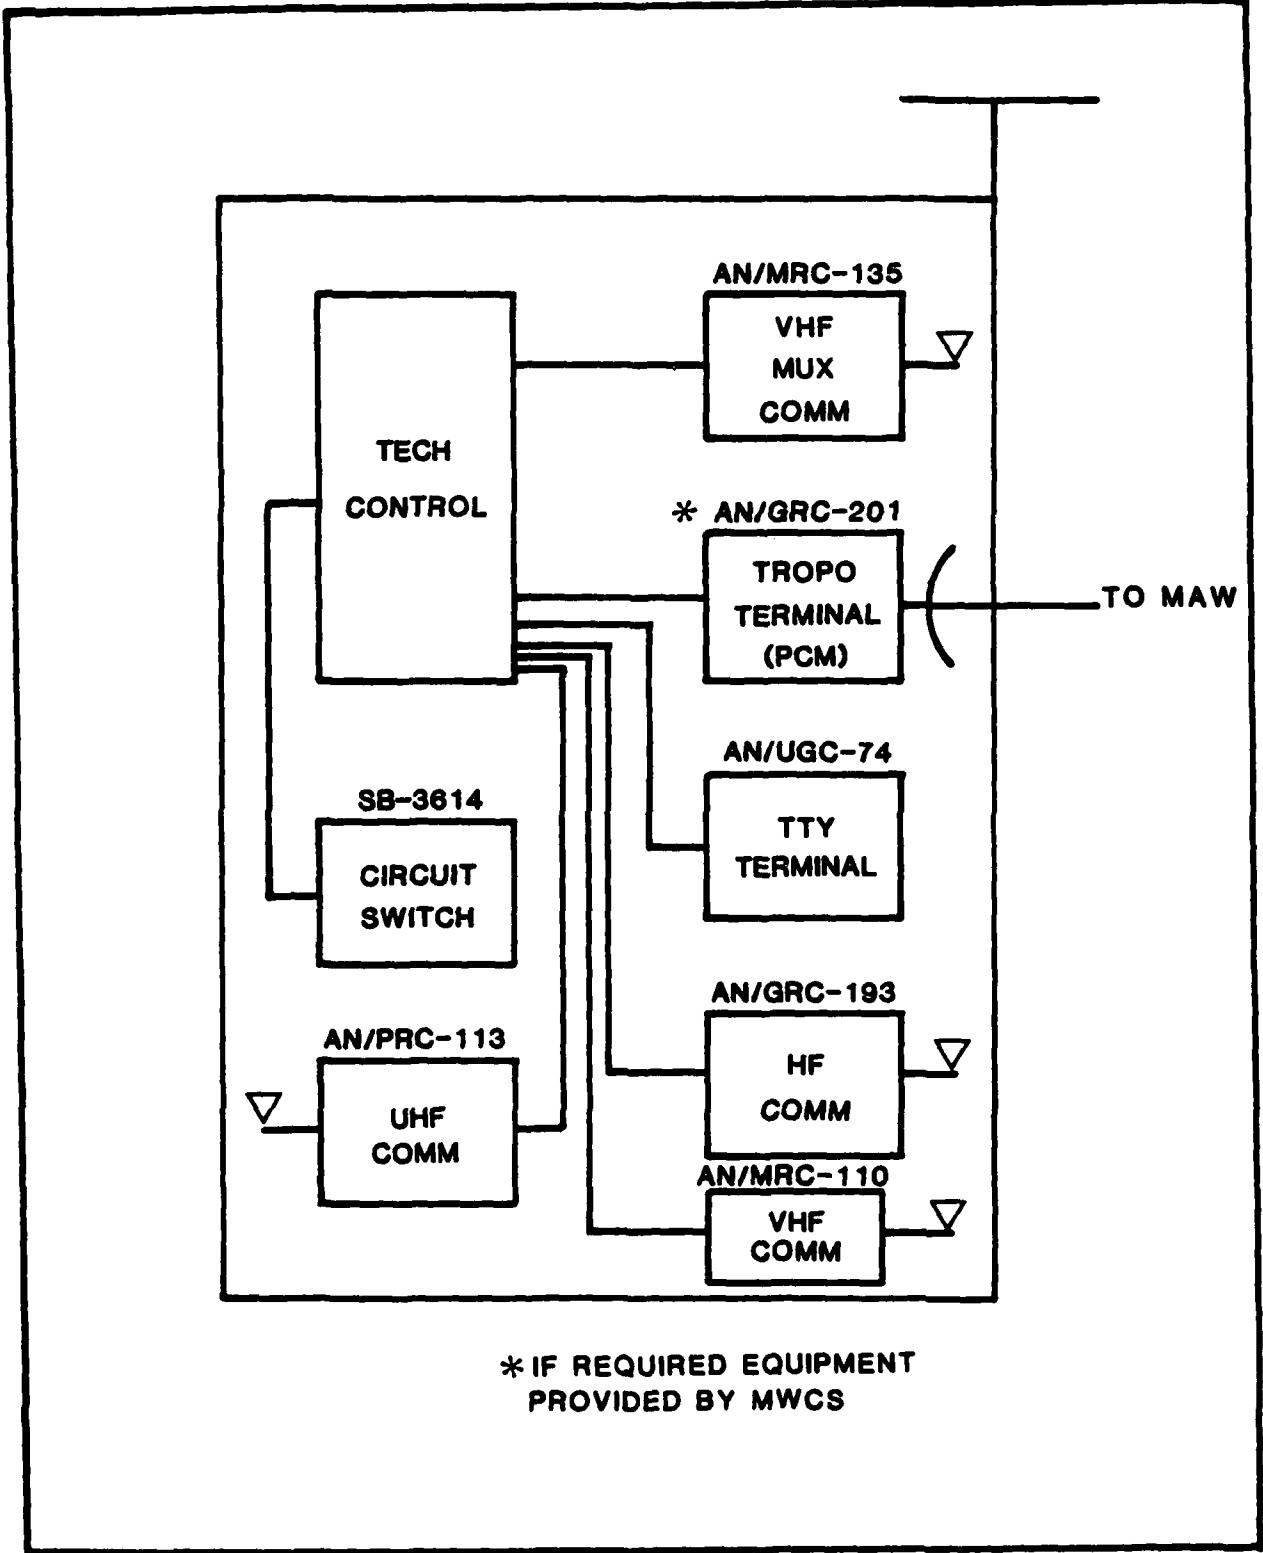 AN/MRC-135
VHF
MUX
COMM
TECH
CONTROL
* AN/GRC-201
TROPO
TERMINAL
(PCM)
TO MAW
AN/UGC-74
TTY
TERMINAL
SB-3614
CIRCUIT
SWITCH
AN/GRC-193
HF
COMM
AN/PRC-113
UHF
COMM
AN/MRC-110
VHF
COMM
* IF REQUIRED EQUIPMENT
PROVIDED BY MWCS